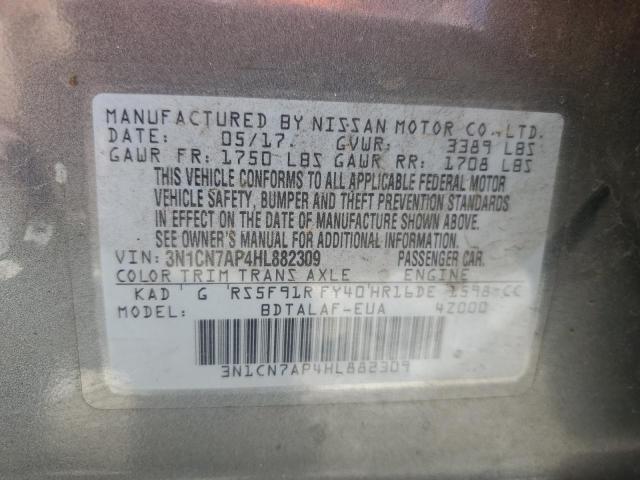 MANUFACTURED BY NISSAN MOTOR CO., LTD.
DATE: 05/17. GVWR: 3389 LBS
GAWR FR: 1750 LBS GAWR RR: 1708 LBS
THIS VEHICLE CONFORMS TO ALL APPLICABLE FEDERAL MOTOR
VEHICLE SAFETY, BUMPER AND THEFT PREVENTION STANDARDS
IN EFFECT ON THE DATE OF MANUFACTURE SHOWN ABOVE.
SEE OWNER'S MANUAL FOR ADDITIONAL INFORMATION.
VIN: 3N1CN7AP4HL882309 PASSENGER CAR.
COLOR TRIM TRANS AXLE ENGINE
KAD G RS5F91R FY40 HR16DE 1598 CC
MODEL: BDTALAF-EUA 42000
3N1CN7AP4HL882309